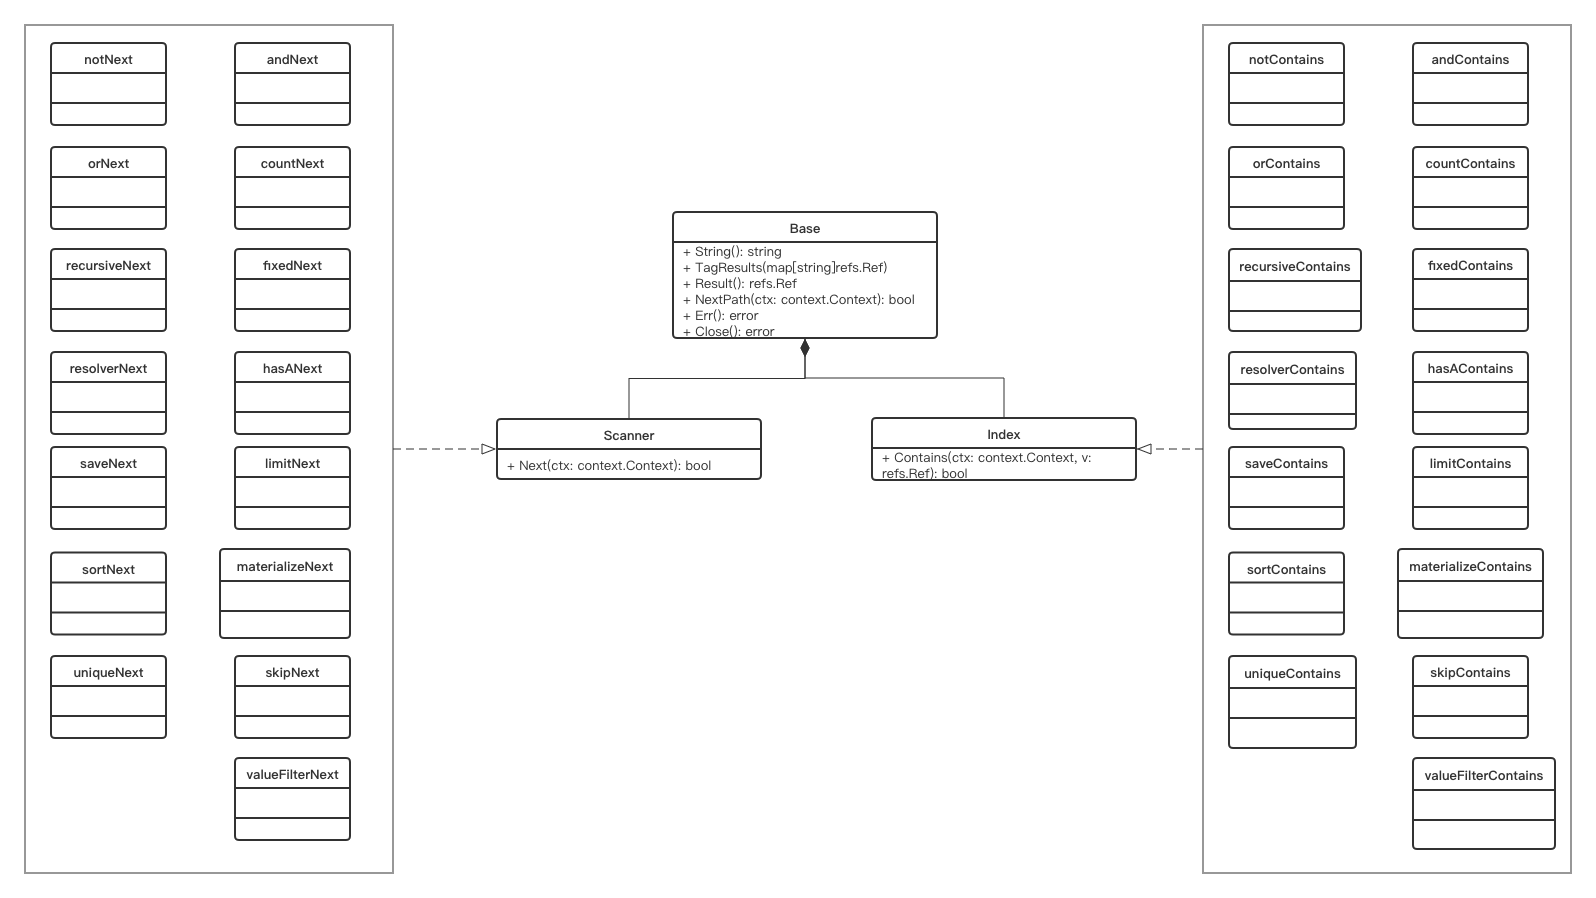 notNext
andNext
orNext
countNext
recursiveNext
fixedNext
resolverNext
hasANext
saveNext
limitNext
sortNext
materializeNext
uniqueNext
skipNext
valueFilterNext
Base
+ String(): string
+ TagResults(map[string]refs.Ref)
+ Result(): refs.Ref
+ NextPath(ctx: context.Context): bool
+ Err(): error
+ Close(): error
Scanner
+ Next(ctx: context.Context): bool
Index
+ Contains(ctx: context.Context, v:
refs.Ref): bool
notContains
andContains
orContains
countContains
recursiveContains
fixedContains
resolverContains
hasAContains
saveContains
limitContains
sortContains
materializeContains
uniqueContains
skipContains
valueFilterContains